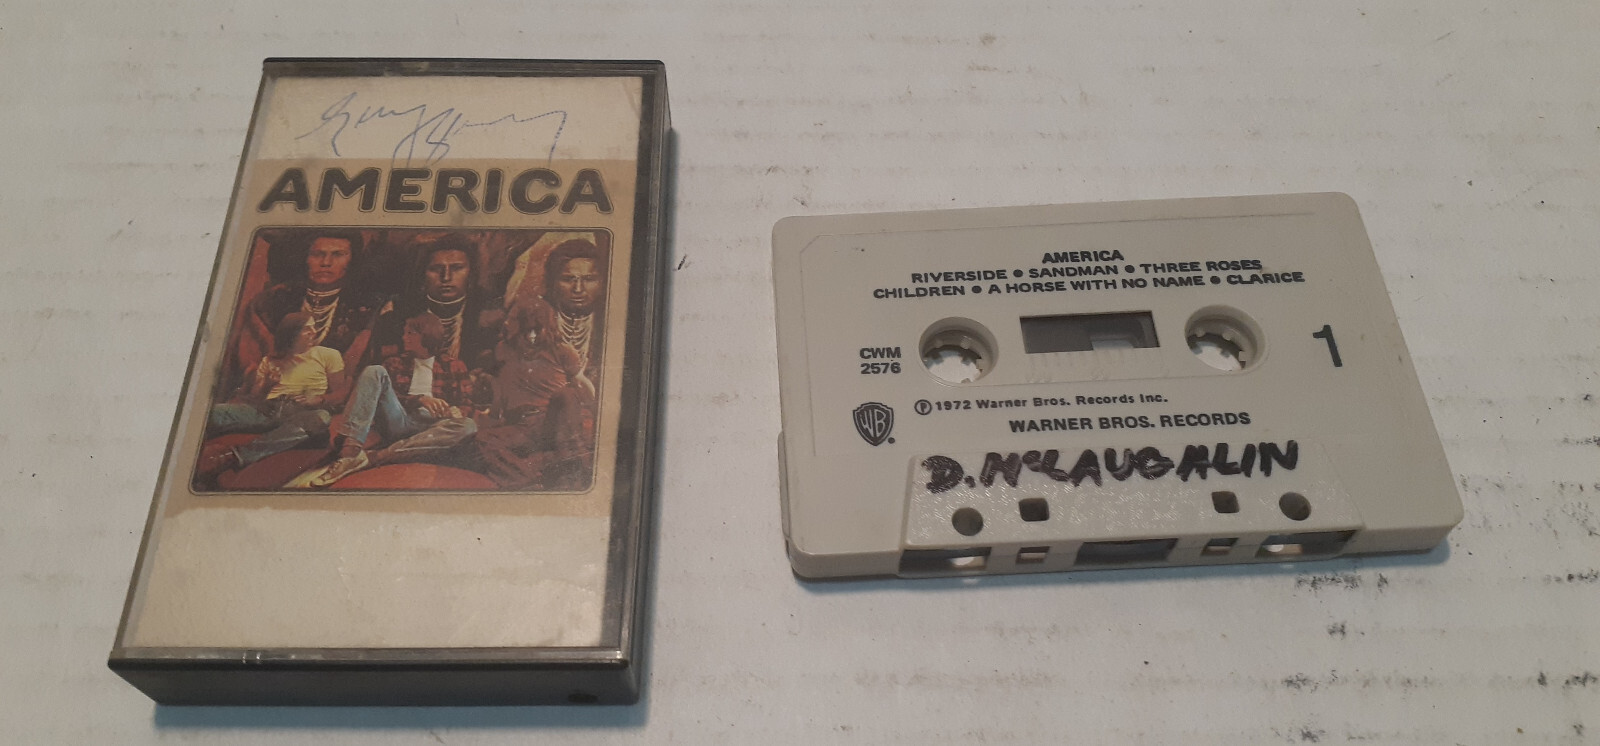 AMERICA
AMERICA
RIVERSIDE • SANDMAN • THREE ROSES
CHILDREN • A HORSE WITH NO NAME • CLARICE
CWM
2576
1
WB
℗ 1972 Warner Bros. Records Inc.
WARNER BROS. RECORDS
D. McLAUGHLIN